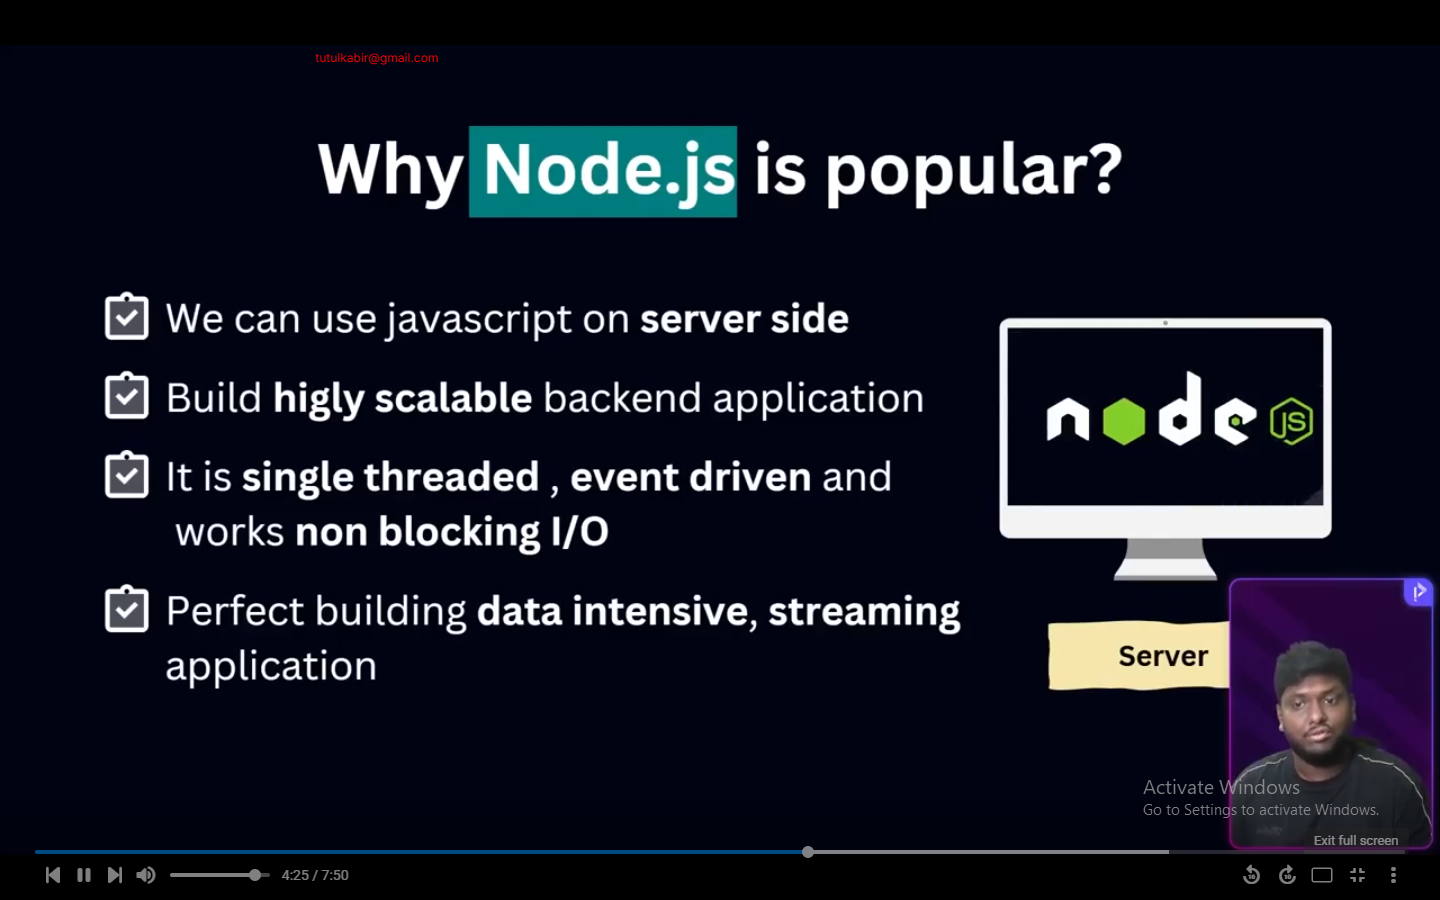 tutulkabir@gmail.com
Why Node.js is popular?
We can use javascript on server side
Build higly scalable backend application
It is single threaded , event driven and
works non blocking I/O
Perfect building data intensive, streaming
application
node JS
Server
Activate Windows
Go to Settings to activate Windows.
Exit full screen
4:25 / 7:50
10
10